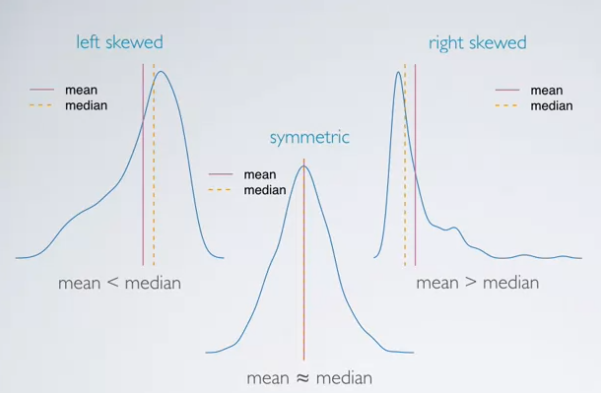 left skewed
mean
median
mean < median
symmetric
mean
median
mean ≈ median
right skewed
mean
median
mean > median